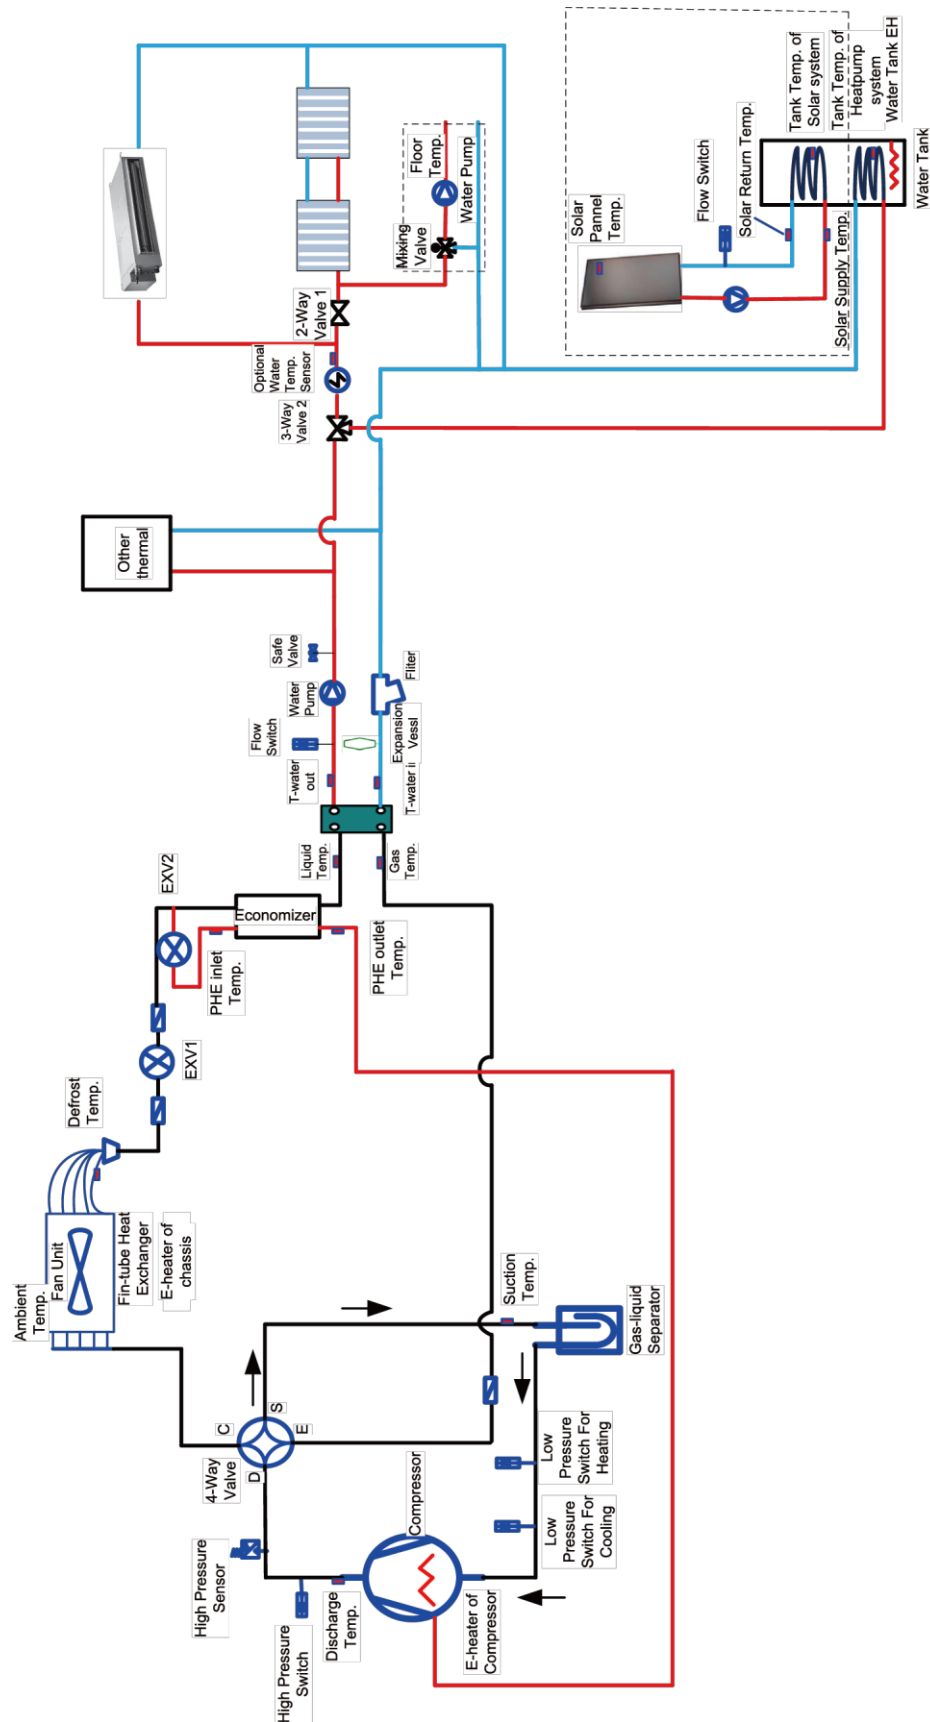 Ambient
Temp.
Fan Unit
Fin-tube Heat
Exchanger
E-heater of
chassis
Defrost
Temp.
EXV1
EXV2
PHE inlet
Temp.
Economizer
PHE outlet
Temp.
High Pressure
Sensor
High Pressure
Switch
4-Way
Valve
C
D
S
E
Discharge
Temp.
Compressor
E-heater of
Compressor
Low
Pressure
Switch For
Cooling
Low
Pressure
Switch For
Heating
Suction
Temp.
Gas-liquid
Separator
Liquid
Temp.
Gas
Temp.
T-water
out
T-water i
Flow
Switch
Water
Pump
Safe
Valve
Expansion
Vessl
Fliter
Other
thermal
3-Way
Valve 2
Optional
Water
Temp.
Sensor
2-Way
Valve 1
Mixing
Valve
Floor
Temp.
Water Pump
Solar
Pannel
Temp.
Flow Switch
Solar Return Temp.
Solar Supply Temp.
Tank Temp. of
Solar system
Tank Temp. of
Heatpump
system
Water Tank EH
Water Tank